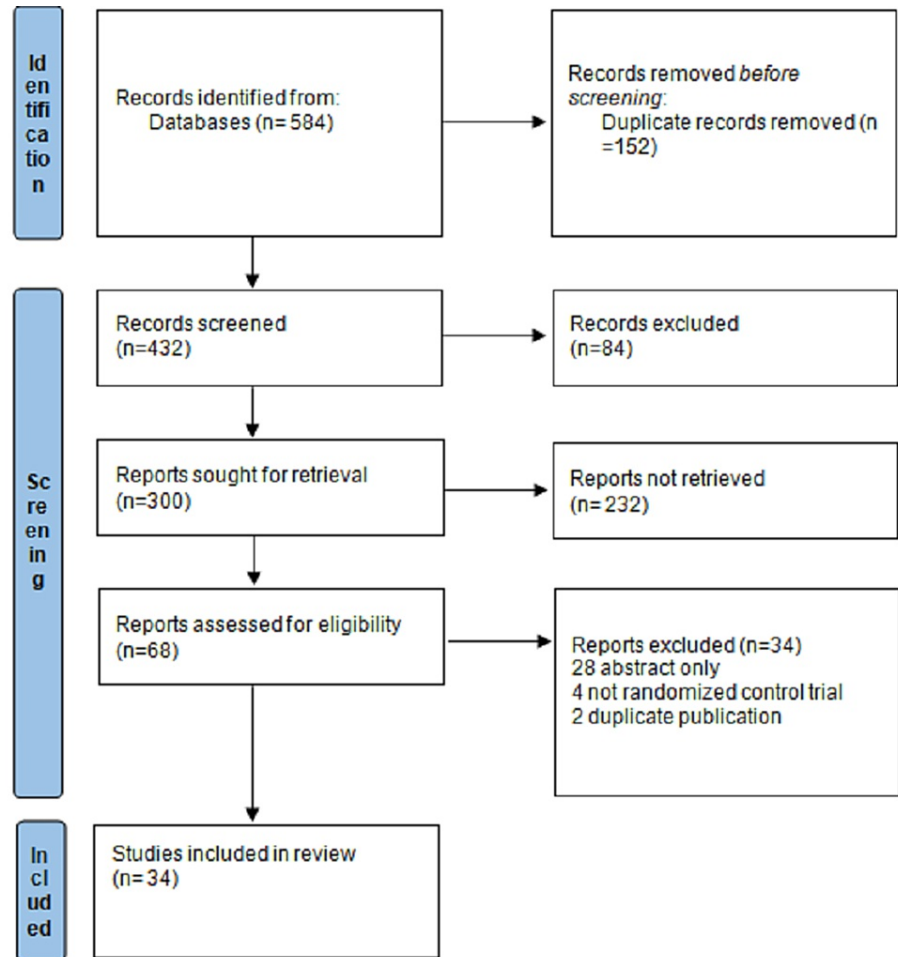 Id
en
tifi
ca
tio
n
Records identified from:
Databases (n= 584)
Records removed before
screening:
Duplicate records removed (n
=152)
Sc
re
en
in
g
Records screened
(n=432)
Records excluded
(n=84)
Reports sought for retrieval
(n=300)
Reports not retrieved
(n= 232)
Reports assessed for eligibility
(n=68)
Reports excluded (n=34)
28 abstract only
4 not randomized control trial
2 duplicate publication
In
cl
ud
ed
Studies included in review
(n= 34)